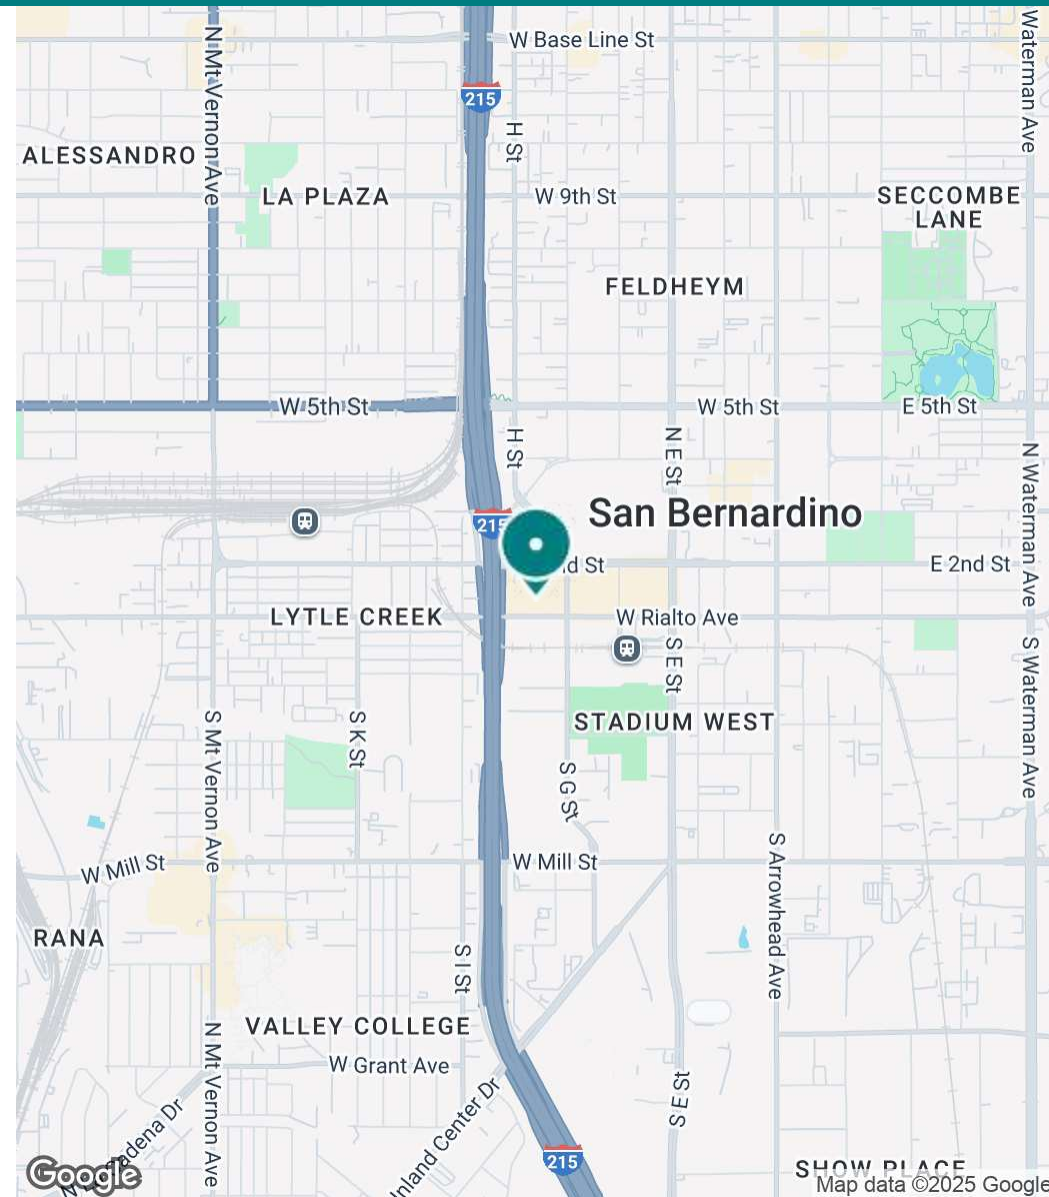 W Base Line St
N Mt Vernon Ave
Waterman Ave
215
H St
ALESSANDRO
LA PLAZA
W 9th St
SECCOMBE
LANE
FELDHEYM
W 5th St
W 5th St
E 5th St
H St
N E St
N Waterman Ave
San Bernardino
215
E 2nd St
LYTLE CREEK
W Rialto Ave
S E St
S Waterman Ave
STADIUM WEST
S K St
S Mt Vernon Ave
S G St
W Mill St
W Mill St
S Arrowhead Ave
RANA
S I St
VALLEY COLLEGE
W Grant Ave
N Mt Vernon Ave
S E St
Inland Center Dr
215
SHOW PLACE
Google
Map data ©2025 Google